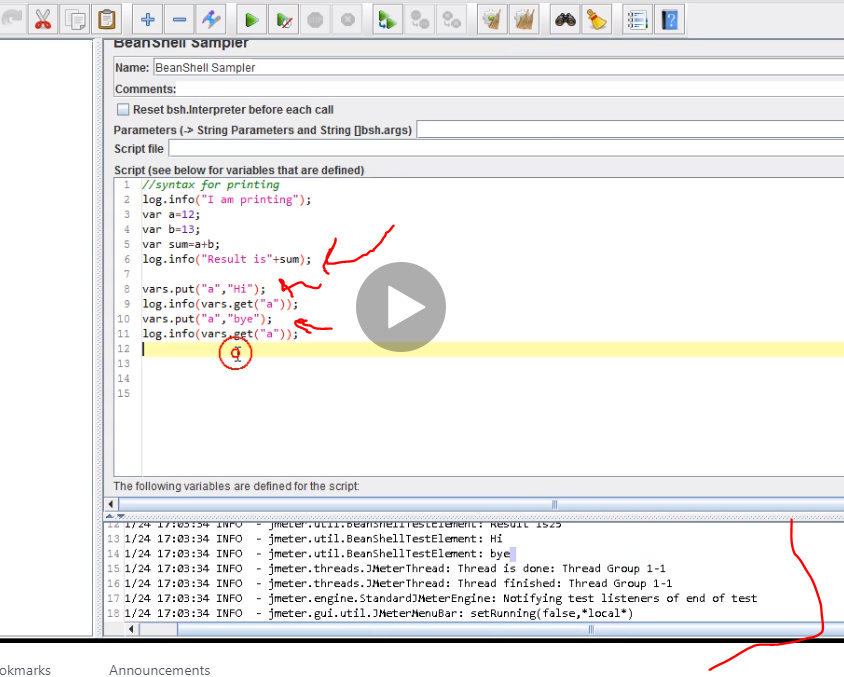 BeanShell Sampler
Name: BeanShell Sampler
Comments:
Reset bsh.Interpreter before each call
Parameters (-> String Parameters and String []bsh.args)
Script file
Script (see below for variables that are defined)
1 //syntax for printing
2 log.info("I am printing");
3 var a=12;
4 var b=13;
5 var sum=a+b;
6 log.info("Result is"+sum);
7
8 vars.put("a","Hi");
9 log.info(vars.get("a"));
10 vars.put("a","bye");
11 log.info(vars.get("a"));
12
13
14
15
The following variables are defined for the script:
12 1/24 17:03:34 INFO - jmeter.util.BeanShellTestElement: Result is25
13 1/24 17:03:34 INFO - jmeter.util.BeanShellTestElement: Hi
14 1/24 17:03:34 INFO - jmeter.util.BeanShellTestElement: bye
15 1/24 17:03:34 INFO - jmeter.threads.JMeterThread: Thread is done: Thread Group 1-1
16 1/24 17:03:34 INFO - jmeter.threads.JMeterThread: Thread finished: Thread Group 1-1
17 1/24 17:03:34 INFO - jmeter.engine.StandardJMeterEngine: Notifying test listeners of end of test
18 1/24 17:03:34 INFO - jmeter.gui.util.JMeterMenuBar: setRunning(false,*local*)
okmarks Announcements